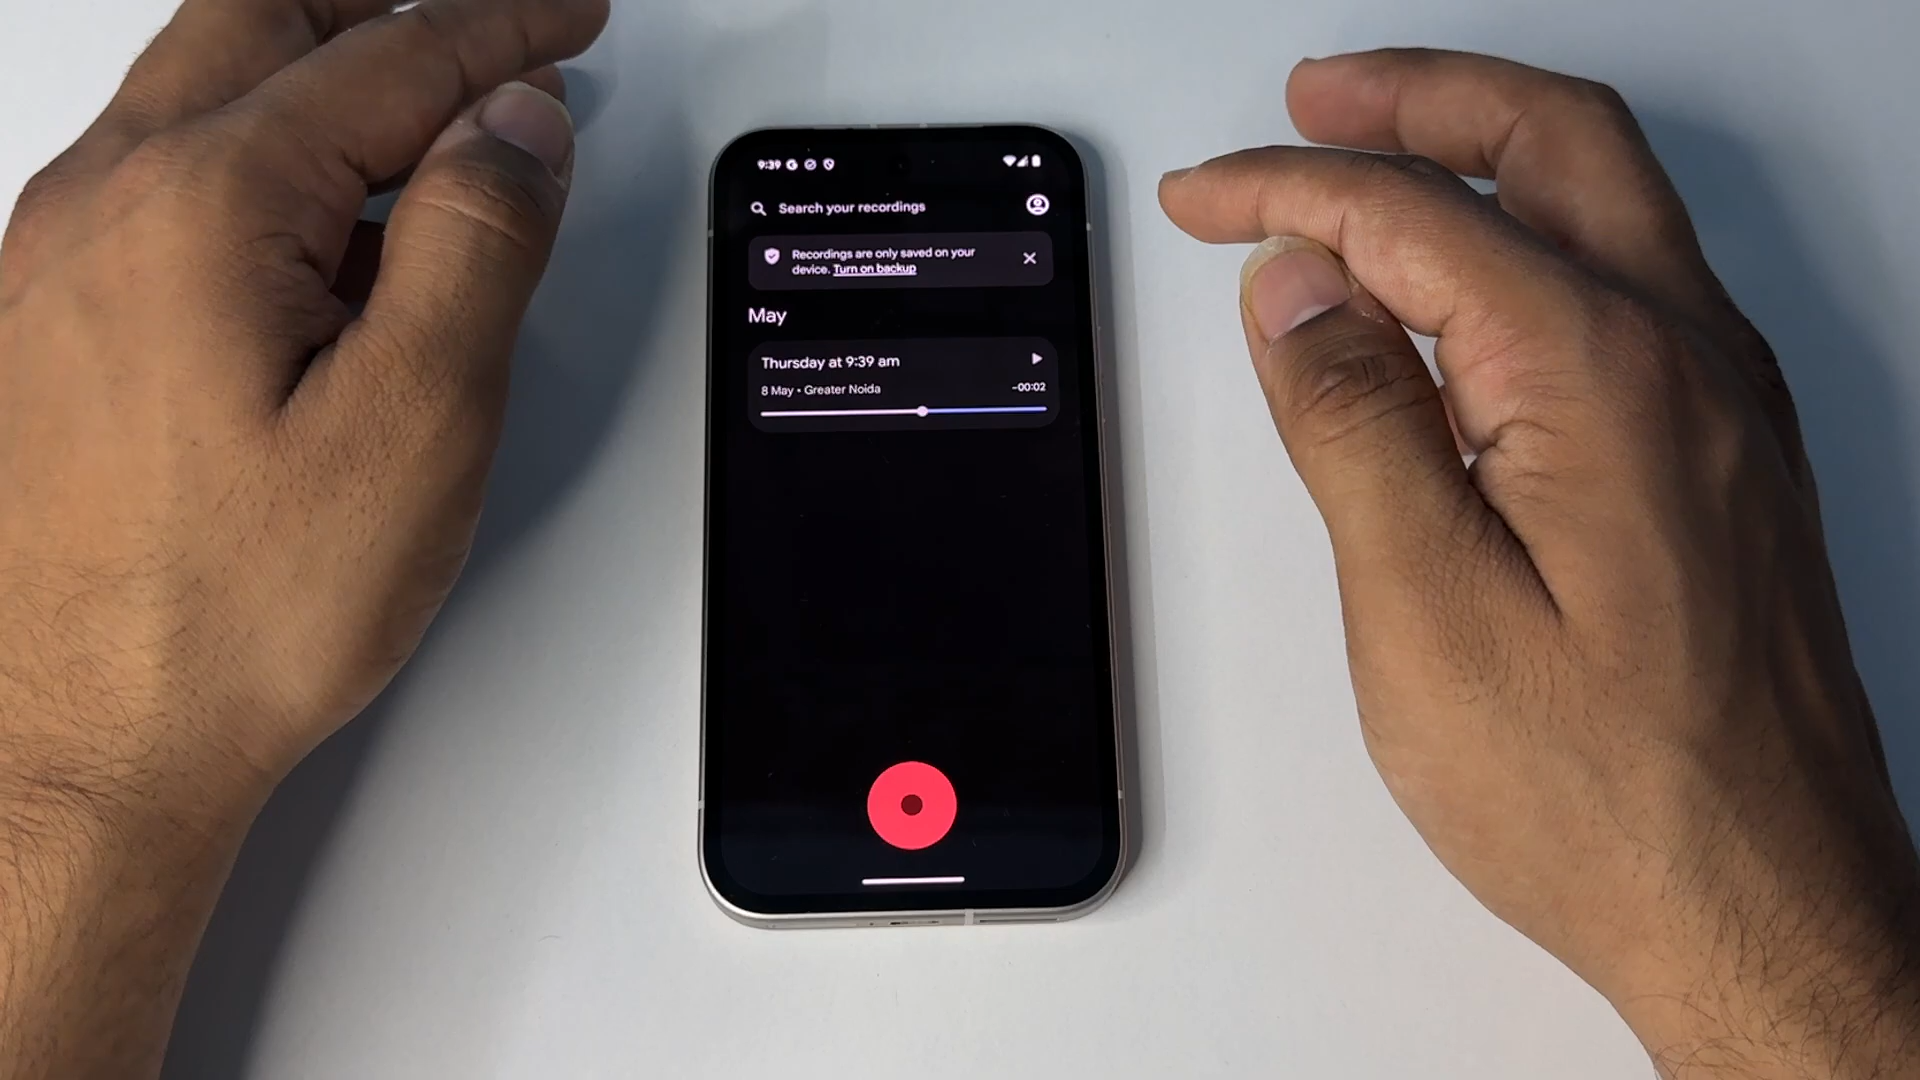 9:39
Search your recordings
Recordings are only saved on your
device. Turn on backup
May
Thursday at 9:39 am
8 May • Greater Noida
-00:02